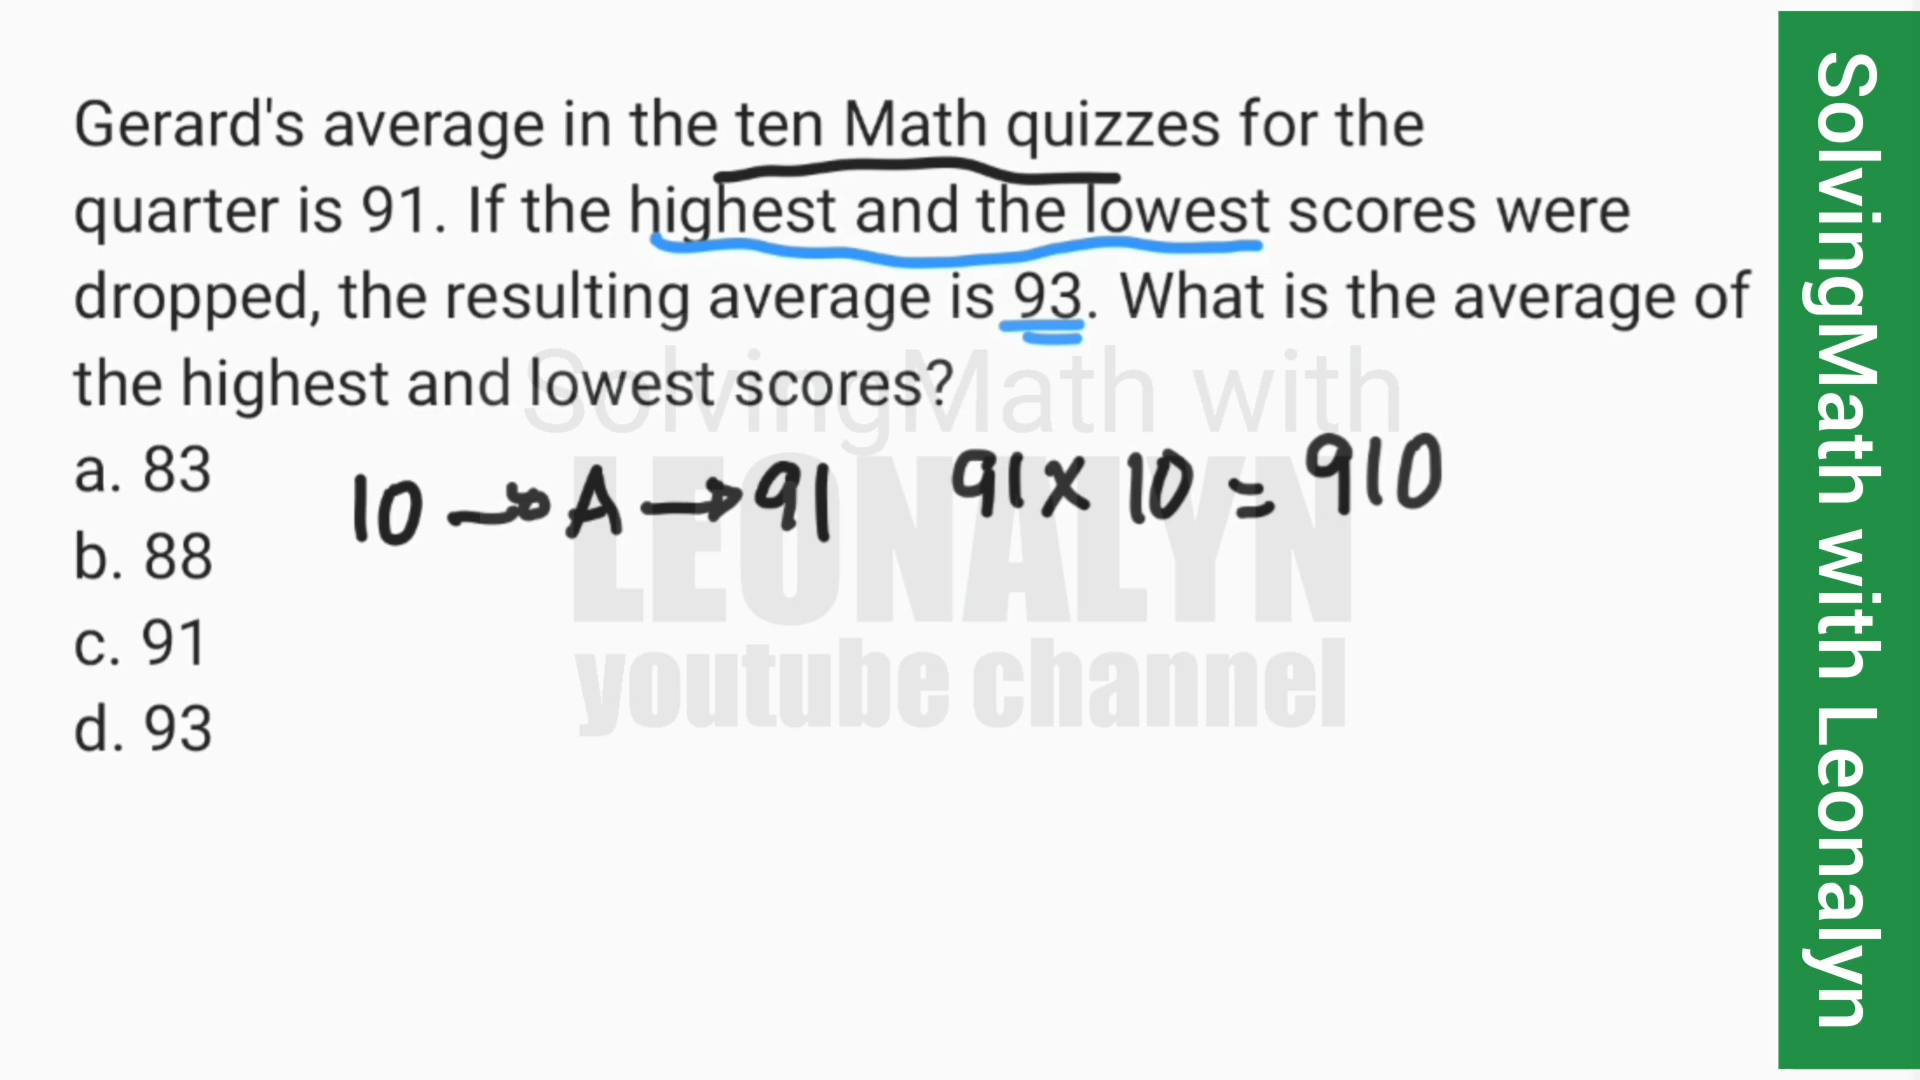 Gerard's average in the ten Math quizzes for the
quarter is 91. If the highest and the lowest scores were
dropped, the resulting average is 93. What is the average of
the highest and lowest scores?
a. 83
b. 88
c. 91
d. 93
10 → A → 91
91 x 10 = 910
SolvingMath with
LEONALYN
youtube channel
SolvingMath with Leonalyn